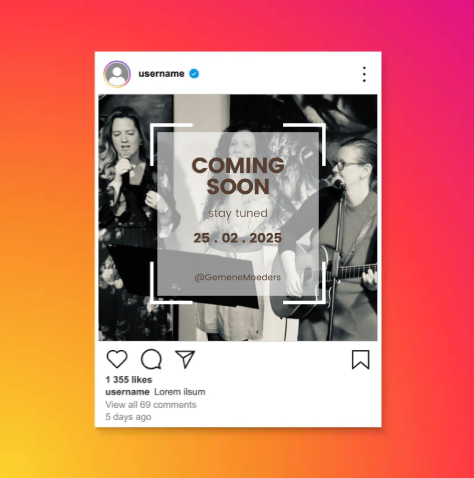 username
COMING
SOON
stay tuned
25 . 02 . 2025
@GemeneMoeders
1 355 likes
username Lorem ilsum
View all 69 comments
5 days ago